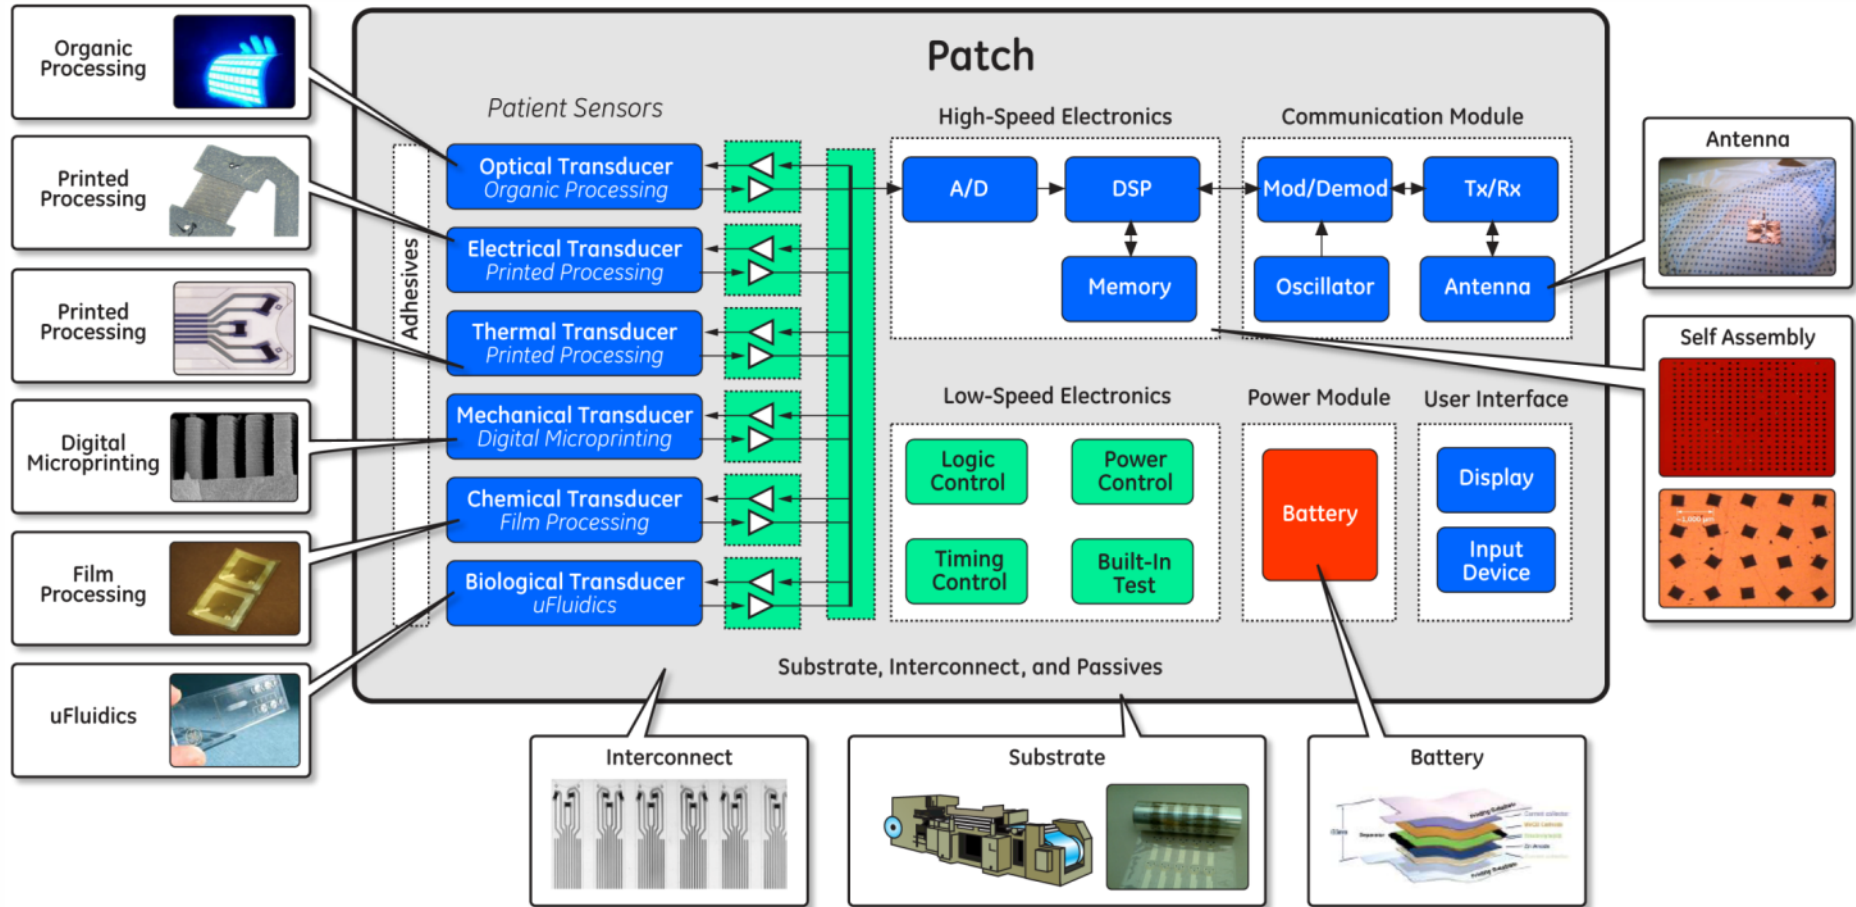 Patch
Organic
Processing
Printed
Processing
Printed
Processing
Digital
Microprinting
Film
Processing
uFluidics
Adhesives
Patient Sensors
Optical Transducer
Organic Processing
Electrical Transducer
Printed Processing
Thermal Transducer
Printed Processing
Mechanical Transducer
Digital Microprinting
Chemical Transducer
Film Processing
Biological Transducer
uFluidics
High-Speed Electronics
A/D
DSP
Memory
Communication Module
Mod/Demod
Tx/Rx
Oscillator
Antenna
Low-Speed Electronics
Logic
Control
Power
Control
Timing
Control
Built-In
Test
Power Module
Battery
User Interface
Display
Input
Device
Substrate, Interconnect, and Passives
Antenna
Self Assembly
~1,000 µm
Interconnect
Substrate
Battery
Separator